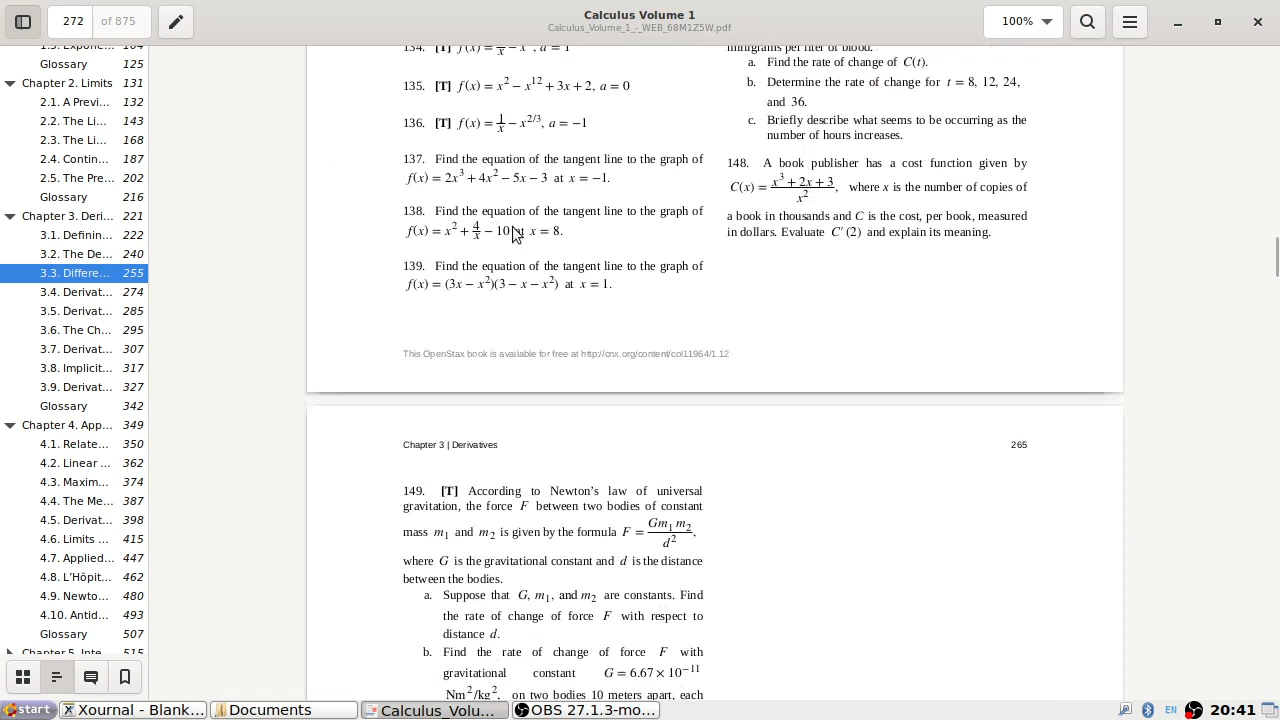 272 of 875
Calculus Volume 1
Calculus_Volume_1_-_WEB_68M1Z5W.pdf
100%
Glossary 125
Chapter 2. Limits 131
2.1. A Previ... 132
2.2. The Li... 143
2.3. The Li... 168
2.4. Contin... 187
2.5. The Pre... 202
Glossary 216
Chapter 3. Deri... 221
3.1. Definin... 222
3.2. The De... 240
3.3. Differe... 255
3.4. Derivat... 274
3.5. Derivat... 285
3.6. The Ch... 295
3.7. Derivat... 307
3.8. Implicit... 317
3.9. Derivat... 327
Glossary 342
Chapter 4. App... 349
4.1. Relate... 350
4.2. Linear ... 362
4.3. Maxim... 374
4.4. The Me... 387
4.5. Derivat... 398
4.6. Limits ... 415
4.7. Applied... 447
4.8. L'Hôpit... 462
4.9. Newto... 480
4.10. Antid... 493
Glossary 507
Chapter 5. Inte... 515
135. [T] f(x) = x² − x¹² + 3x + 2, a = 0
136. [T] f(x) = 1/x − x^(2/3), a = −1
137. Find the equation of the tangent line to the graph of
f(x) = 2x³ + 4x² − 5x − 3 at x = −1.
138. Find the equation of the tangent line to the graph of
f(x) = x² + 4/x − 10 at x = 8.
139. Find the equation of the tangent line to the graph of
f(x) = (3x − x²)(3 − x − x²) at x = 1.
milligrams per liter of blood.
a. Find the rate of change of C(t).
b. Determine the rate of change for t = 8, 12, 24,
and 36.
c. Briefly describe what seems to be occurring as the
number of hours increases.
148. A book publisher has a cost function given by
C(x) = (x³ + 2x + 3)/x², where x is the number of copies of
a book in thousands and C is the cost, per book, measured
in dollars. Evaluate C′(2) and explain its meaning.
This OpenStax book is available for free at http://cnx.org/content/col11964/1.12
Chapter 3 | Derivatives 265
149. [T] According to Newton's law of universal
gravitation, the force F between two bodies of constant
mass m₁ and m₂ is given by the formula F = Gm₁m₂/d²,
where G is the gravitational constant and d is the distance
between the bodies.
a. Suppose that G, m₁, and m₂ are constants. Find
the rate of change of force F with respect to
distance d.
b. Find the rate of change of force F with
gravitational constant G = 6.67 × 10⁻¹¹
Nm²/kg², on two bodies 10 meters apart, each
start
Xournal - Blank...
Documents
Calculus_Volu...
OBS 27.1.3-mo...
EN
20:41